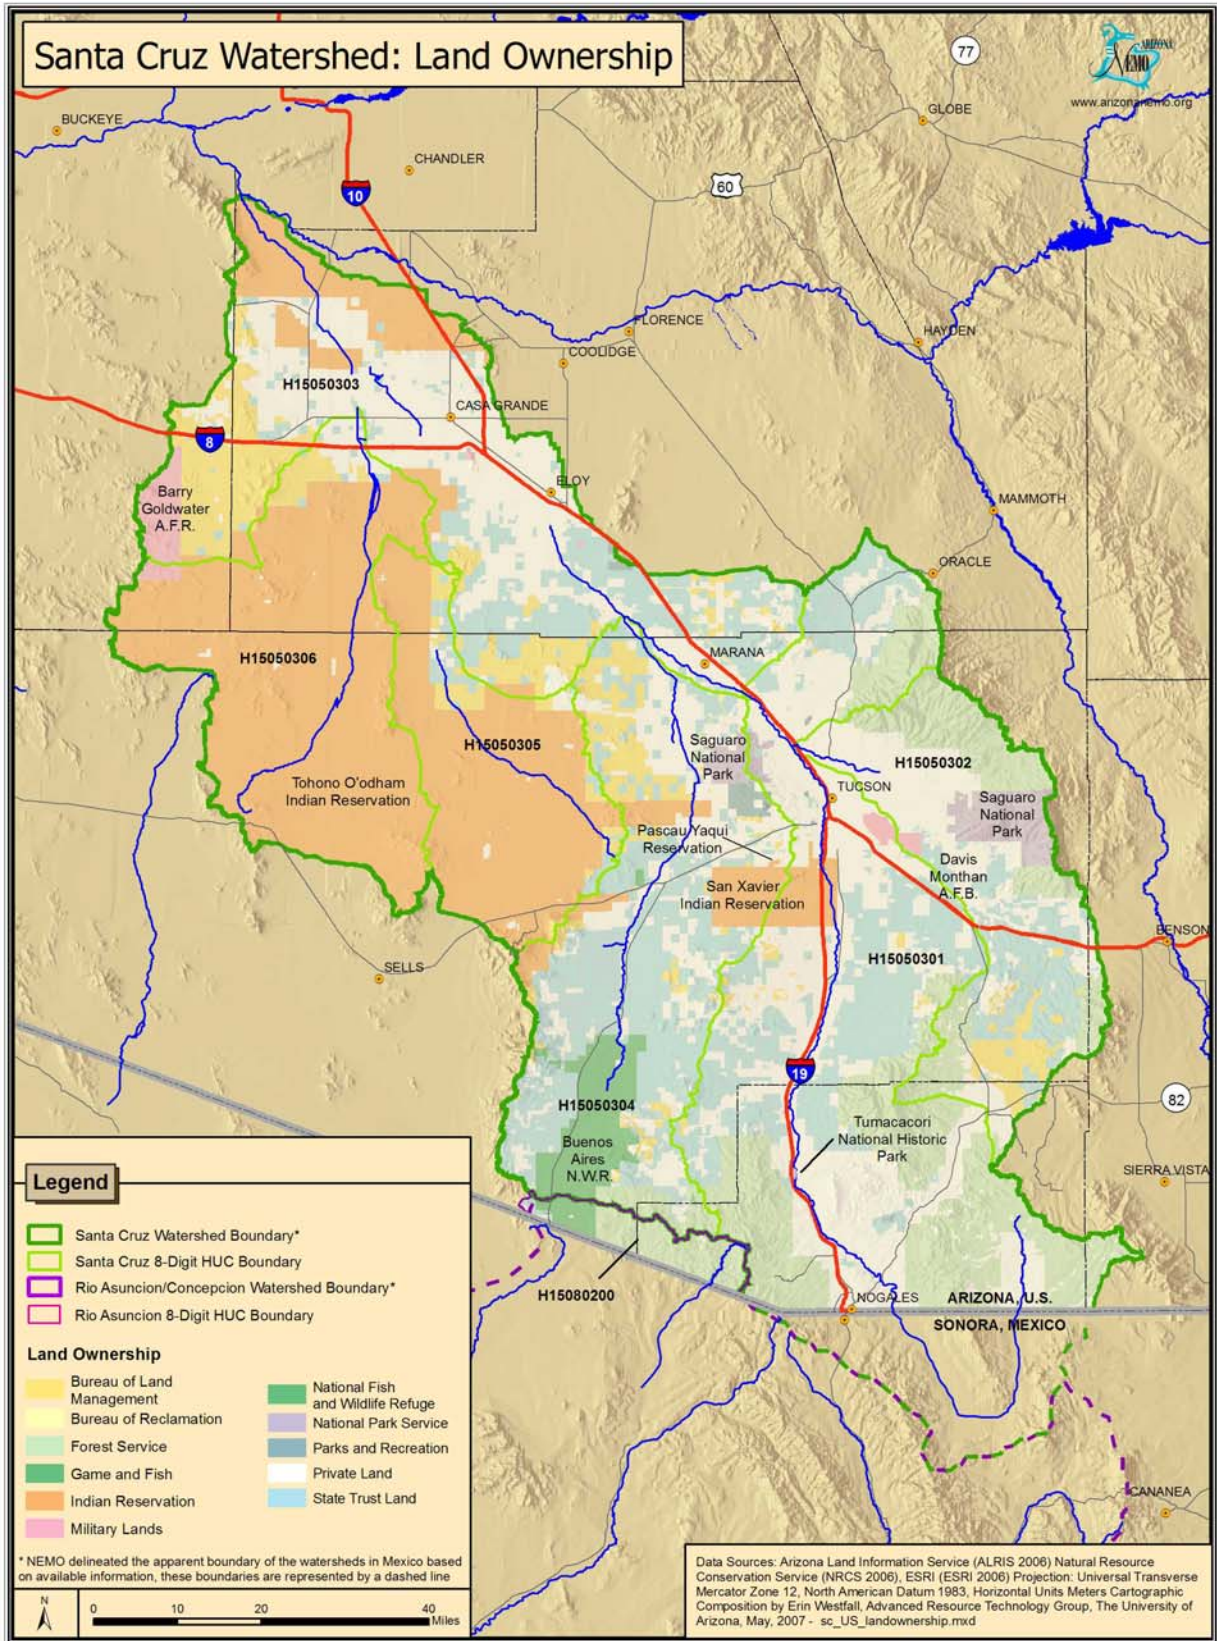 Santa Cruz Watershed: Land Ownership
77
ARIZONA
NEMO
www.arizonanemo.org
BUCKEYE
GLOBE
CHANDLER
10
60
FLORENCE
HAYDEN
COOLIDGE
H15050303
CASA GRANDE
8
ELOY
Barry
Goldwater
A.F.R.
MAMMOTH
ORACLE
H15050306
MARANA
H15050305
Saguaro
National
Park
H15050302
Tohono O'odham
Indian Reservation
TUCSON
Saguaro
National
Park
Pascau Yaqui
Reservation
Davis
Monthan
A.F.B.
San Xavier
Indian Reservation
BENSON
H15050301
SELLS
19
H15050304
82
Buenos
Aires
N.W.R.
Tumacacori
National Historic
Park
SIERRA VISTA
H15080200
NOGALES
ARIZONA, U.S.
SONORA, MEXICO
CANANEA
Legend
Santa Cruz Watershed Boundary*
Santa Cruz 8-Digit HUC Boundary
Rio Asuncion/Concepcion Watershed Boundary*
Rio Asuncion 8-Digit HUC Boundary
Land Ownership
Bureau of Land
Management
Bureau of Reclamation
Forest Service
Game and Fish
Indian Reservation
Military Lands
National Fish
and Wildlife Refuge
National Park Service
Parks and Recreation
Private Land
State Trust Land
* NEMO delineated the apparent boundary of the watersheds in Mexico based
on available information, these boundaries are represented by a dashed line
N
0 10 20 40
Miles
Data Sources: Arizona Land Information Service (ALRIS 2006) Natural Resource
Conservation Service (NRCS 2006), ESRI (ESRI 2006) Projection: Universal Transverse
Mercator Zone 12, North American Datum 1983, Horizontal Units Meters Cartographic
Composition by Erin Westfall, Advanced Resource Technology Group, The University of
Arizona, May, 2007 - sc_US_landownership.mxd